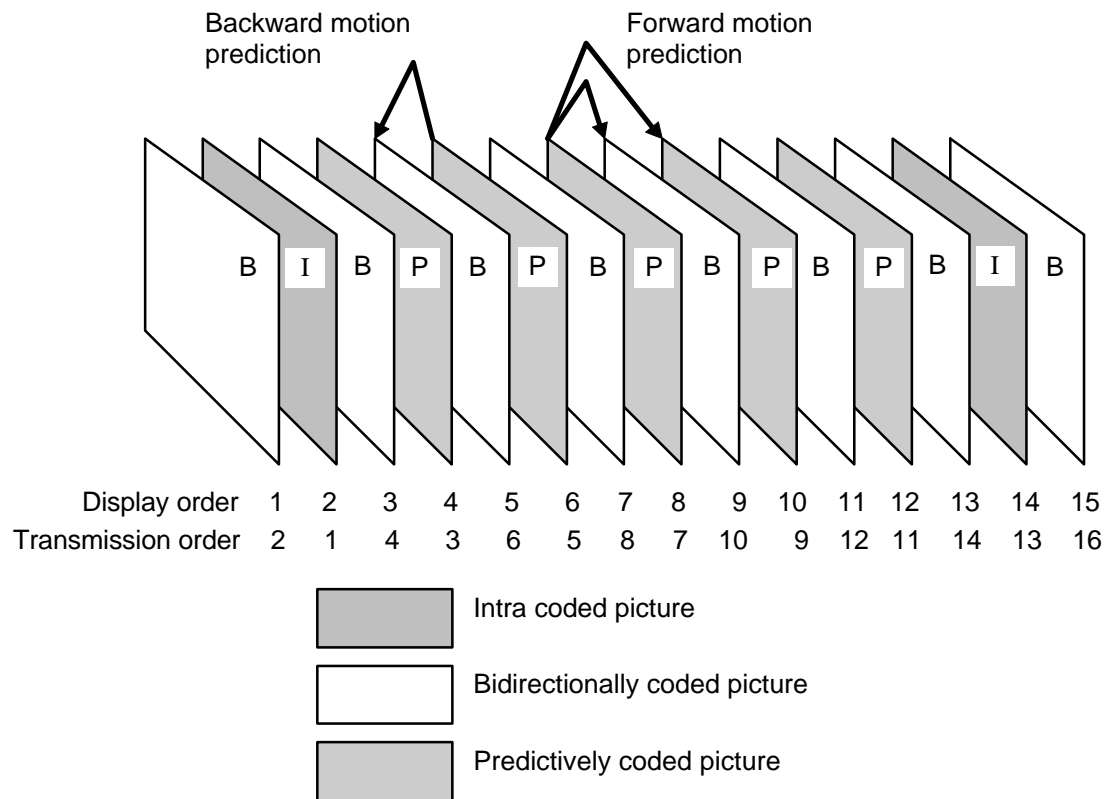 Backward motion
prediction
Forward motion
prediction
B I B P B P B P B P B P B I B
Display order 1 2 3 4 5 6 7 8 9 10 11 12 13 14 15
Transmission order 2 1 4 3 6 5 8 7 10 9 12 11 14 13 16
Intra coded picture
Bidirectionally coded picture
Predictively coded picture